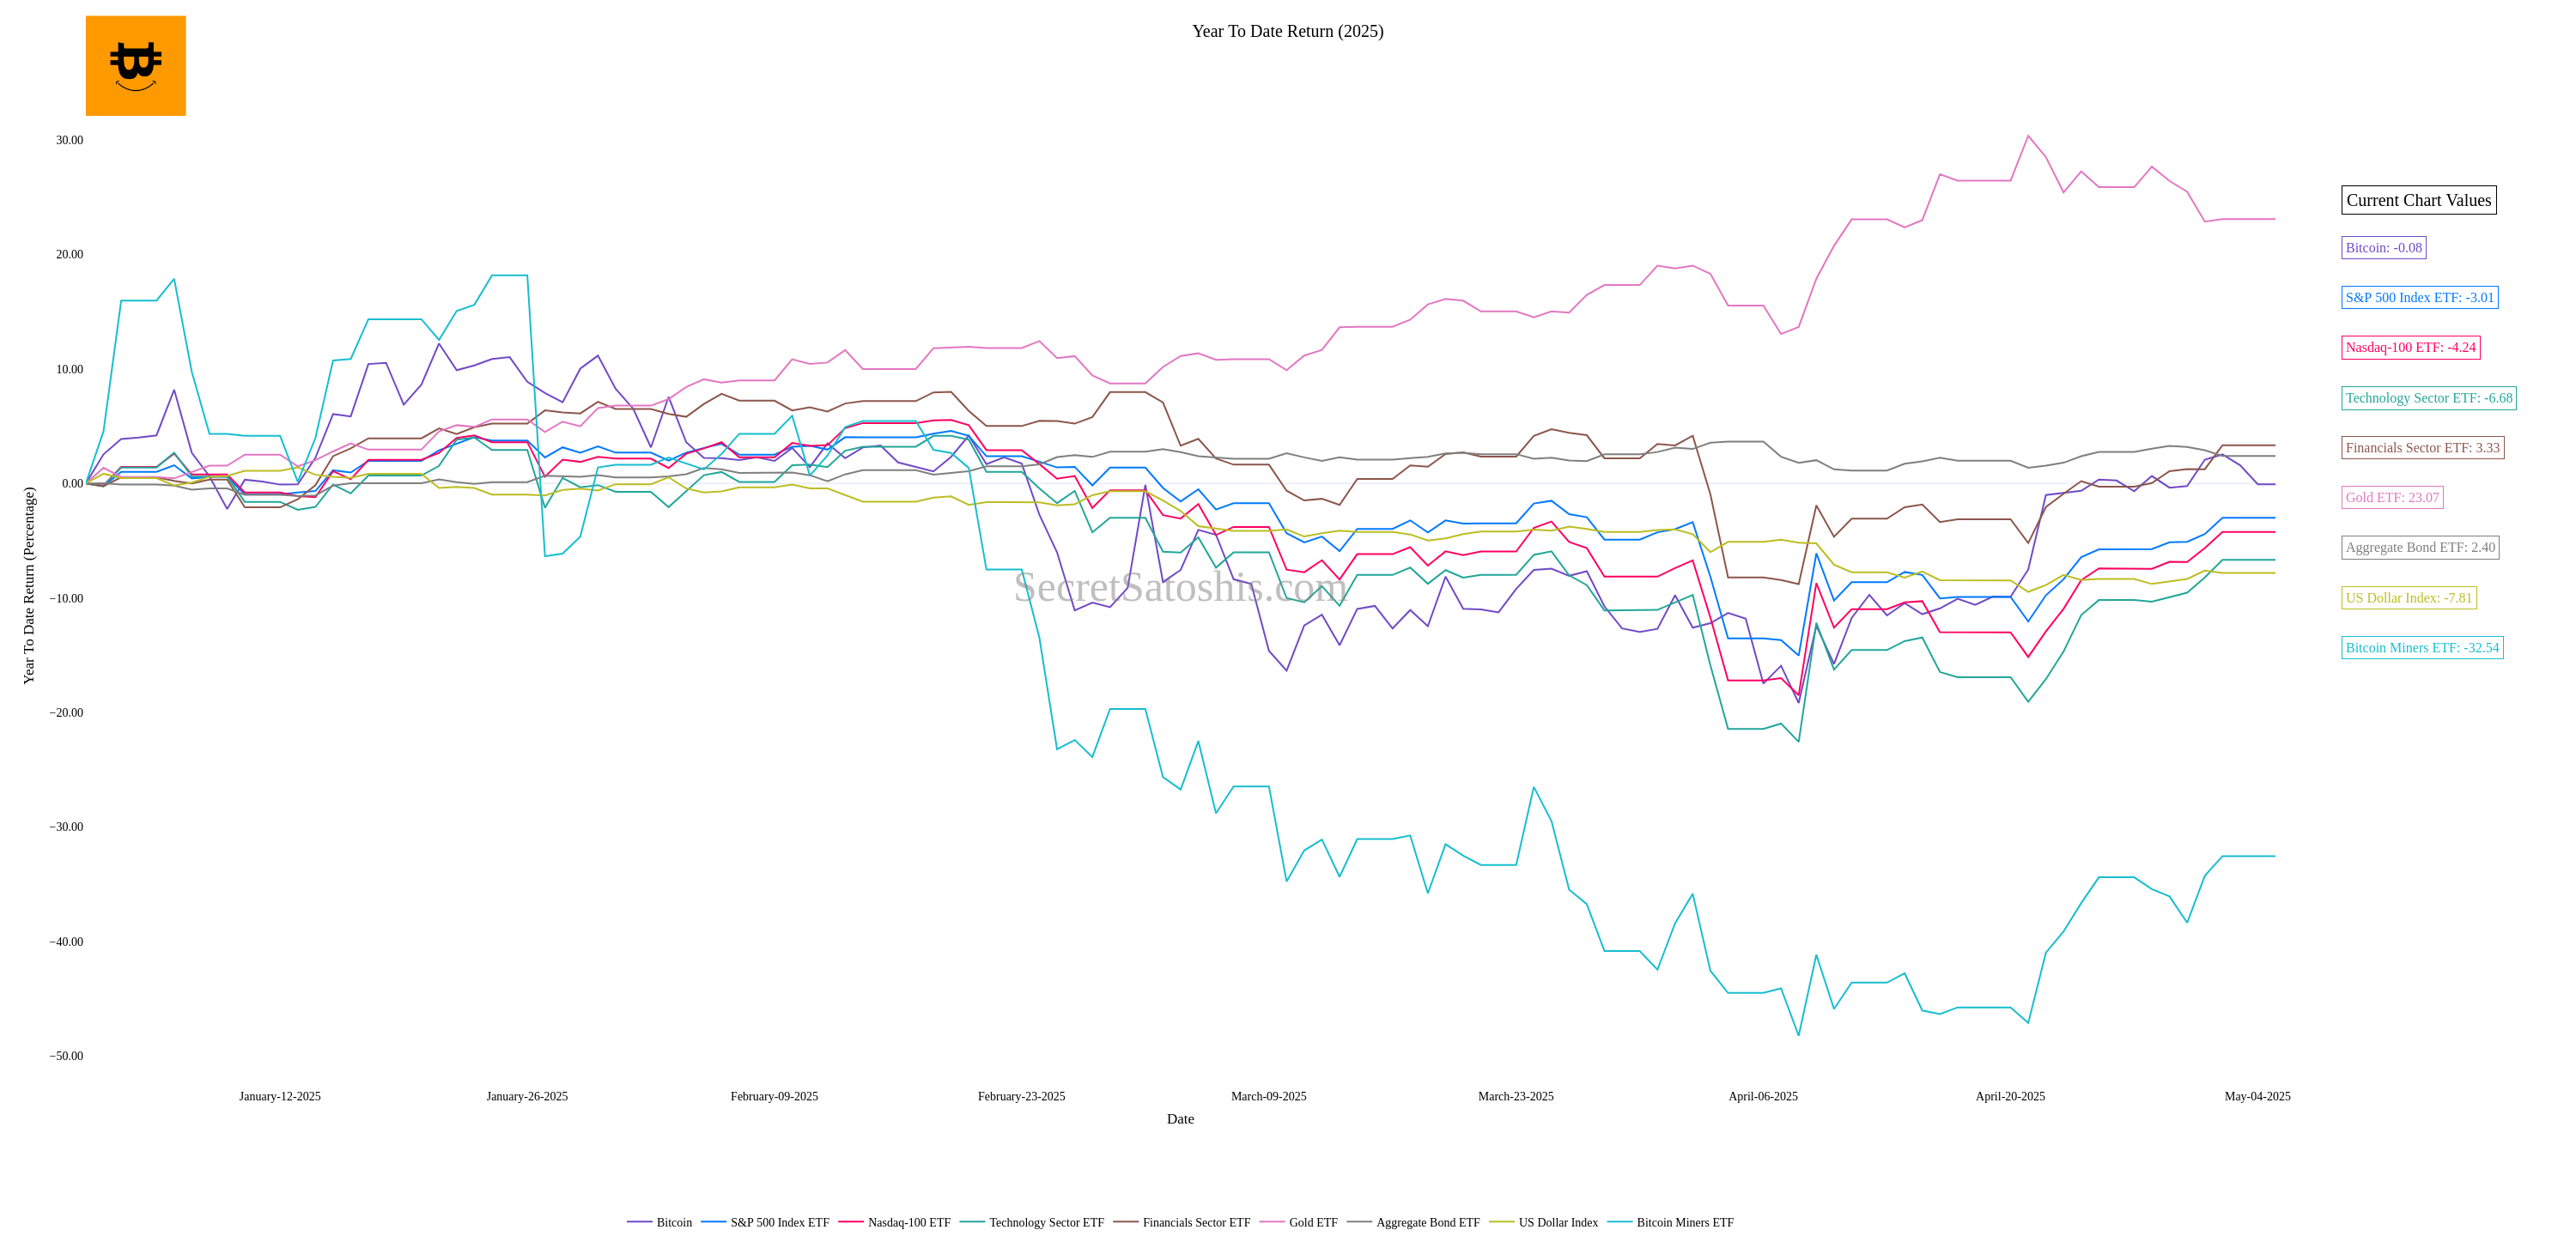 Year To Date Return (2025)
Current Chart Values
Bitcoin: -0.08
S&P 500 Index ETF: -3.01
Nasdaq-100 ETF: -4.24
Technology Sector ETF: -6.68
Financials Sector ETF: 3.33
Gold ETF: 23.07
Aggregate Bond ETF: 2.40
US Dollar Index: -7.81
Bitcoin Miners ETF: -32.54
Year To Date Return (Percentage)
30.00
20.00
10.00
0.00
−10.00
−20.00
−30.00
−40.00
−50.00
SecretSatoshis.com
January-12-2025
January-26-2025
February-09-2025
February-23-2025
March-09-2025
March-23-2025
April-06-2025
April-20-2025
May-04-2025
Date
Bitcoin
S&P 500 Index ETF
Nasdaq-100 ETF
Technology Sector ETF
Financials Sector ETF
Gold ETF
Aggregate Bond ETF
US Dollar Index
Bitcoin Miners ETF